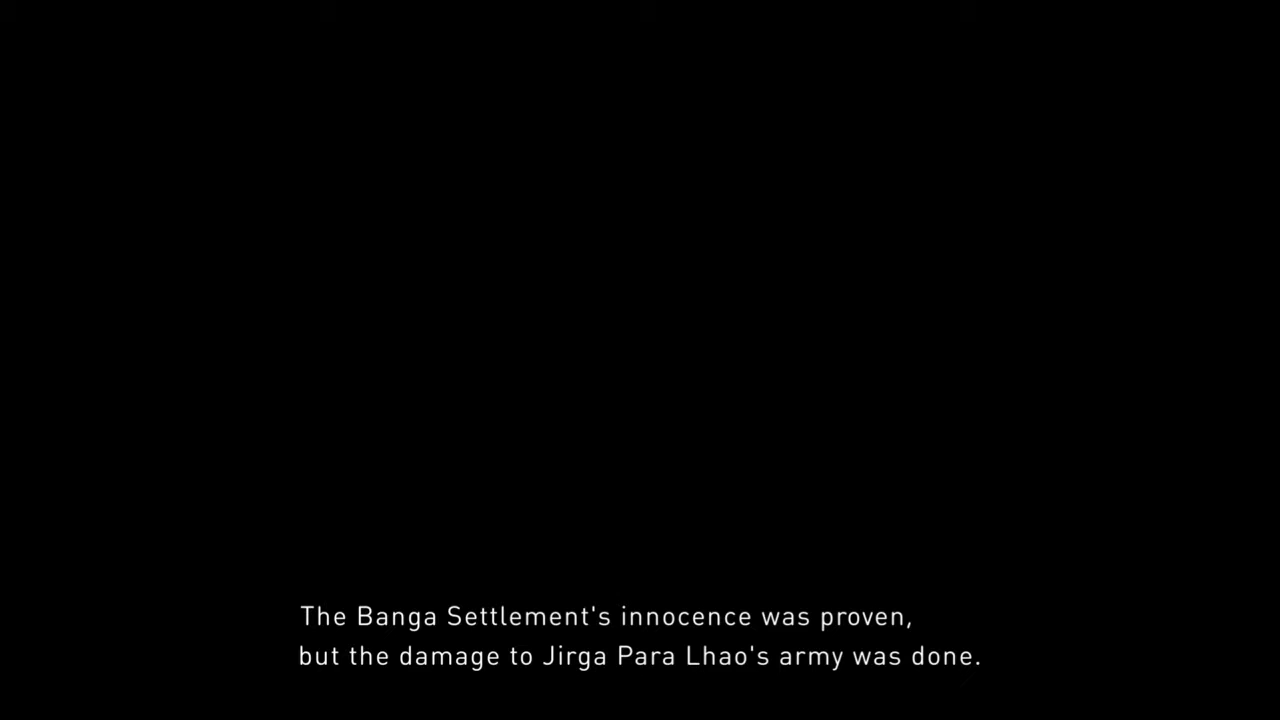 The Banga Settlement's innocence was proven,
but the damage to Jirga Para Lhao's army was done.